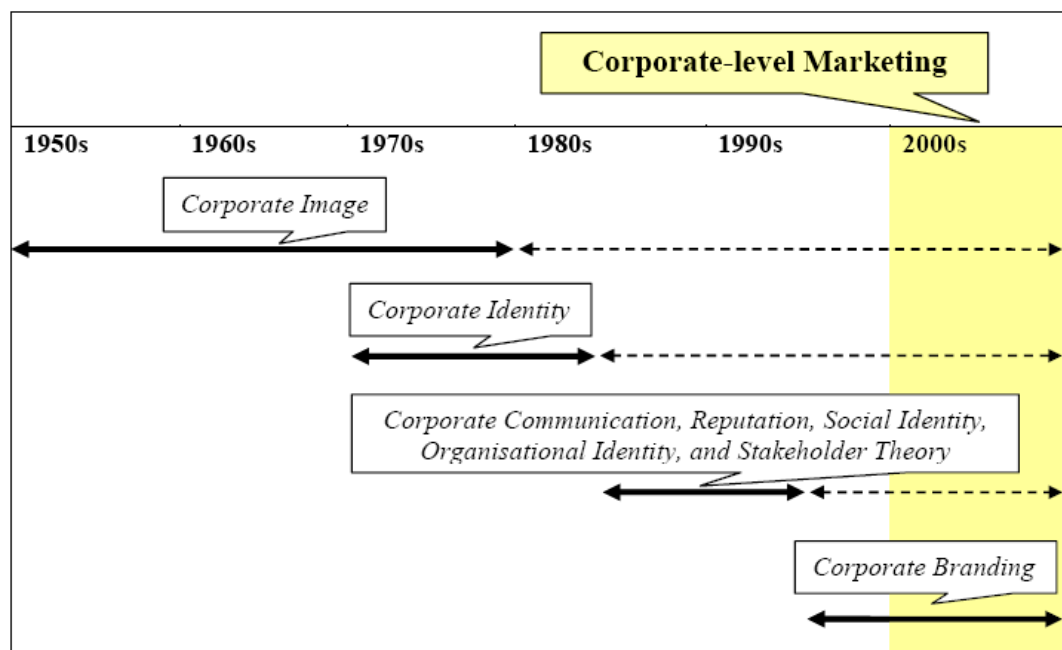 Corporate-level Marketing
1950s 1960s 1970s 1980s 1990s 2000s
Corporate Image
Corporate Identity
Corporate Communication, Reputation, Social Identity,
Organisational Identity, and Stakeholder Theory
Corporate Branding